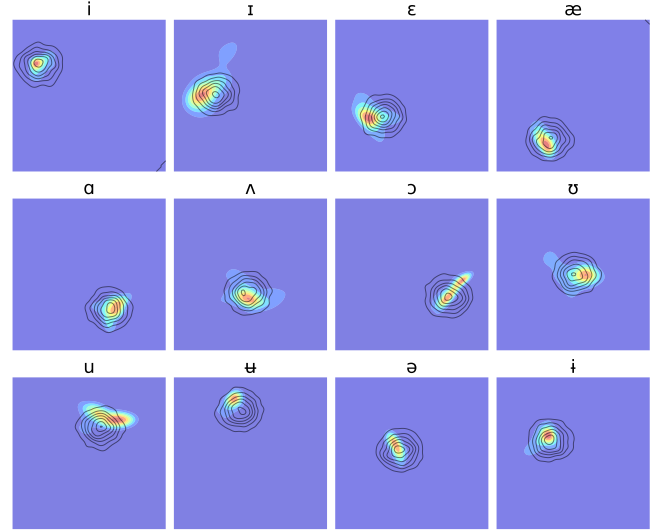 i ɪ ɛ æ
ɑ ʌ ɔ ʊ
u ʉ ə ɨ